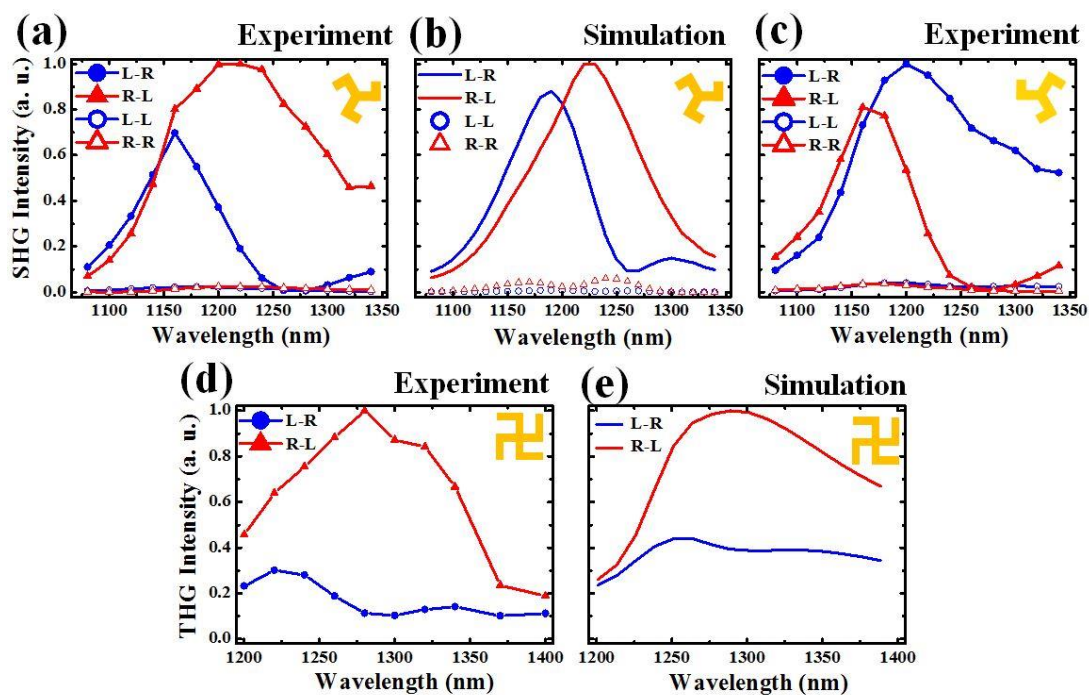 (a) Experiment
SHG Intensity (a. u.)
1.0
0.8
0.6
0.4
0.2
0.0
L-R
R-L
L-L
R-R
1100 1150 1200 1250 1300 1350
Wavelength (nm)
(b) Simulation
L-R
R-L
L-L
R-R
1100 1150 1200 1250 1300 1350
Wavelength (nm)
(c) Experiment
L-R
R-L
L-L
R-R
1100 1150 1200 1250 1300 1350
Wavelength (nm)
(d) Experiment
THG Intensity (a. u.)
1.0
0.8
0.6
0.4
0.2
0.0
L-R
R-L
1200 1250 1300 1350 1400
Wavelength (nm)
(e) Simulation
L-R
R-L
1200 1250 1300 1350 1400
Wavelength (nm)